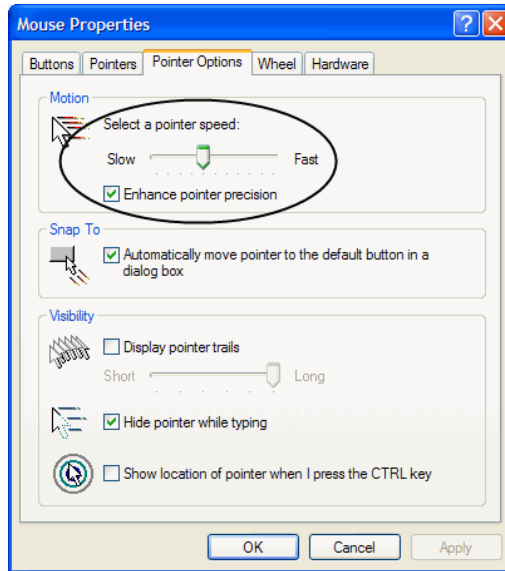 Mouse Properties
Buttons Pointers Pointer Options Wheel Hardware
Motion
Select a pointer speed:
Slow Fast
Enhance pointer precision
Snap To
Automatically move pointer to the default button in a
dialog box
Visibility
Display pointer trails
Short Long
Hide pointer while typing
Show location of pointer when I press the CTRL key
OK Cancel Apply